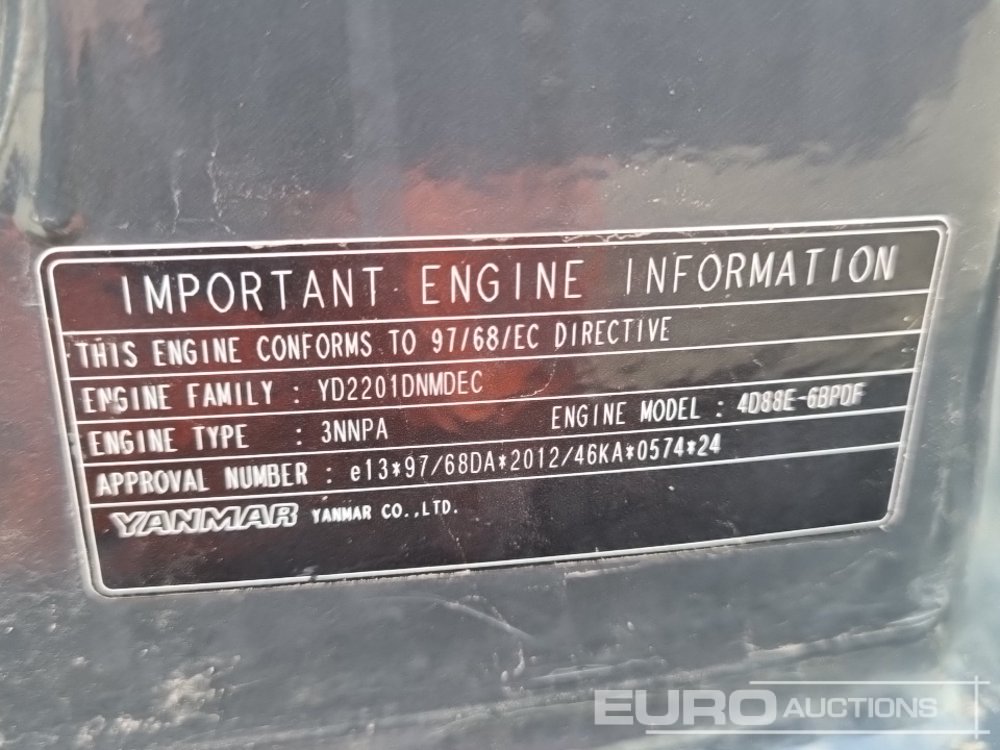 IMPORTANT ENGINE INFORMATION
THIS ENGINE CONFORMS TO 97/68/EC DIRECTIVE
ENGINE FAMILY : YD2201DNMDEC
ENGINE TYPE : 3NNPA ENGINE MODEL : 4D88E-6BPDF
APPROVAL NUMBER : e13*97/68DA*2012/46KA*0574*24
YANMAR YANMAR CO.,LTD.
EURO AUCTIONS